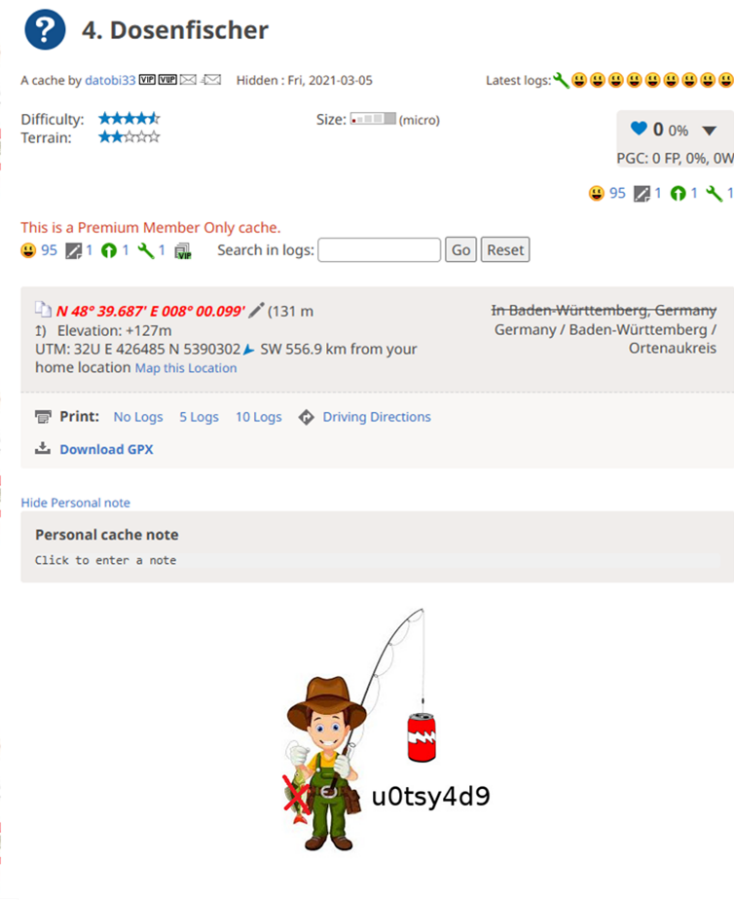 4. Dosenfischer
A cache by datobi33 VIP VUP Hidden : Fri, 2021-03-05 Latest logs:
Difficulty: Size: (micro)
Terrain:
0 0%
PGC: 0 FP, 0%, 0W
95 1 1 1
This is a Premium Member Only cache.
95 1 1 1 VIP Search in logs: Go Reset
N 48° 39.687' E 008° 00.099' (131 m
↥) Elevation: +127m
UTM: 32U E 426485 N 5390302 SW 556.9 km from your
home location Map this Location
In Baden-Württemberg, Germany
Germany / Baden-Württemberg /
Ortenaukreis
Print: No Logs 5 Logs 10 Logs Driving Directions
Download GPX
Hide Personal note
Personal cache note
Click to enter a note
u0tsy4d9